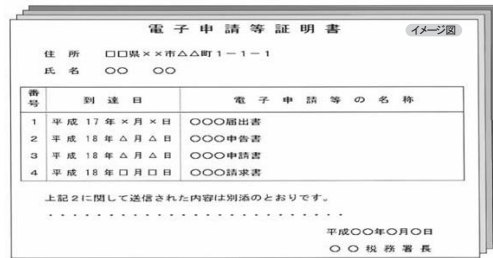 電子申請等証明書
イメージ図
住所 □□県××市△△町1-1-1
氏名 ○○ ○○
番号 到達日 電子申請等の名称
1 平成17年×月×日 ○○○届出書
2 平成18年△月△日 ○○○申告書
3 平成18年△月△日 ○○○申請書
4 平成18年□月□日 ○○○請求書
上記2に関して送信された内容は別添のとおりです。
・・・・・・・・・・・・・・・・・・・・・・・・・
平成○○年○月○日
○○税務署長